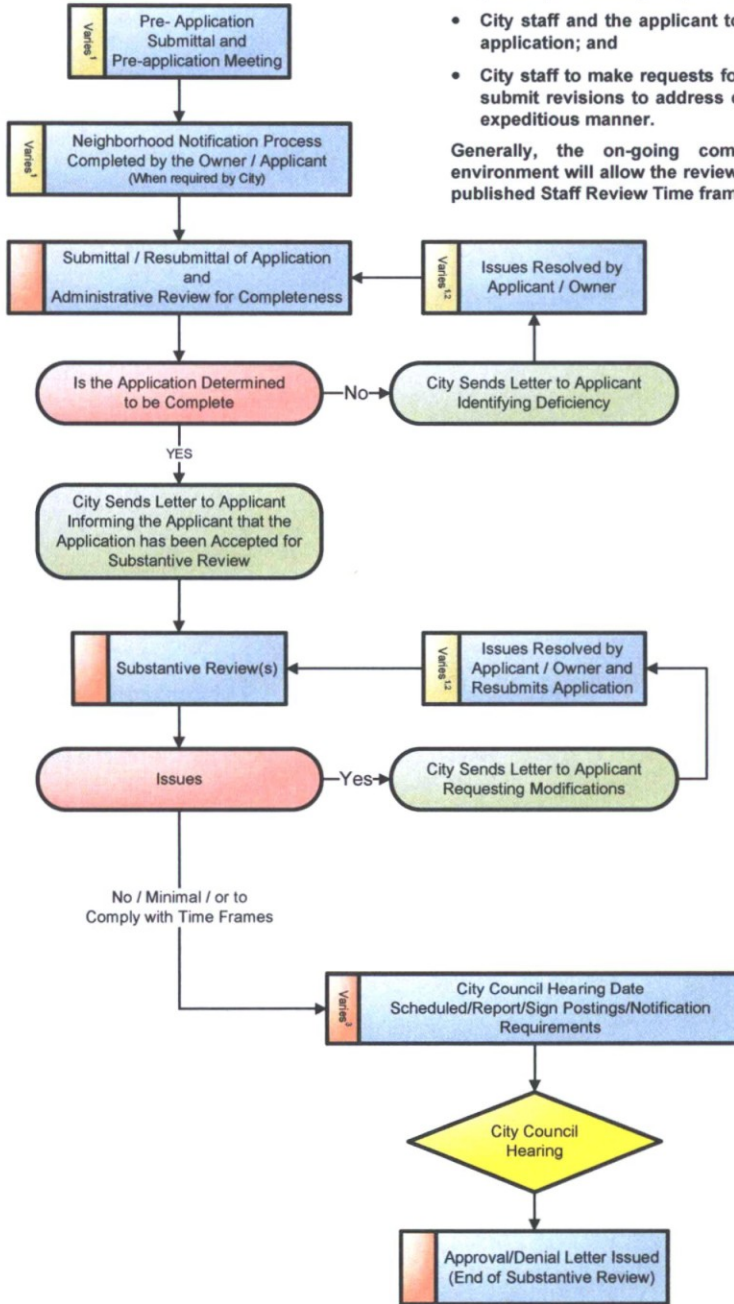 Pre- Application
Submittal and
Pre-application Meeting
Varies¹
• City staff and the applicant to
application; and
• City staff to make requests fo
submit revisions to address
expeditious manner.
Generally, the on-going com
environment will allow the review
published Staff Review Time fram
Neighborhood Notification Process
Completed by the Owner / Applicant
(When required by City)
Varies¹
Submittal / Resubmittal of Application
and
Administrative Review for Completeness
Varies¹,²
Issues Resolved by
Applicant / Owner
Is the Application Determined
to be Complete
No
City Sends Letter to Applicant
Identifying Deficiency
YES
City Sends Letter to Applicant
Informing the Applicant that the
Application has been Accepted for
Substantive Review
Substantive Review(s)
Varies¹,²
Issues Resolved by
Applicant / Owner and
Resubmits Application
Issues
Yes
City Sends Letter to Applicant
Requesting Modifications
No / Minimal / or to
Comply with Time Frames
Varies³
City Council Hearing Date
Scheduled/Report/Sign Postings/Notification
Requirements
City Council
Hearing
Approval/Denial Letter Issued
(End of Substantive Review)